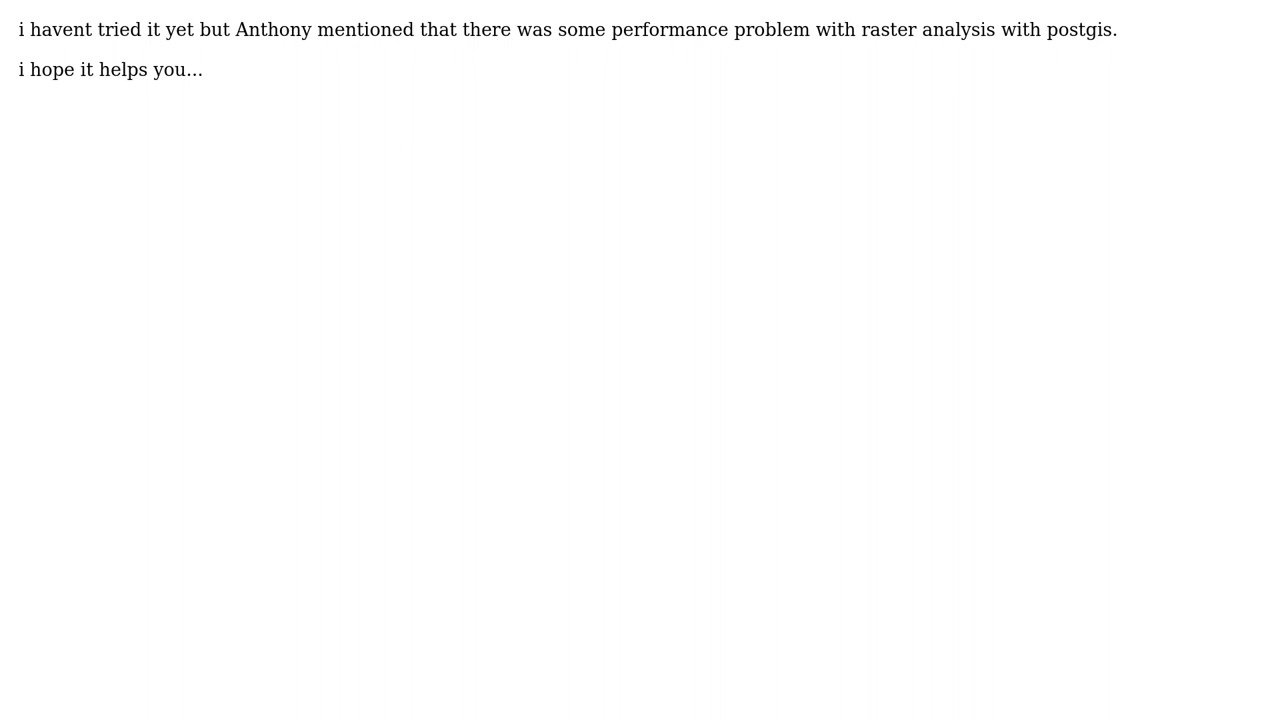 i havent tried it yet but Anthony mentioned that there was some performance problem with raster analysis with postgis.
i hope it helps you...